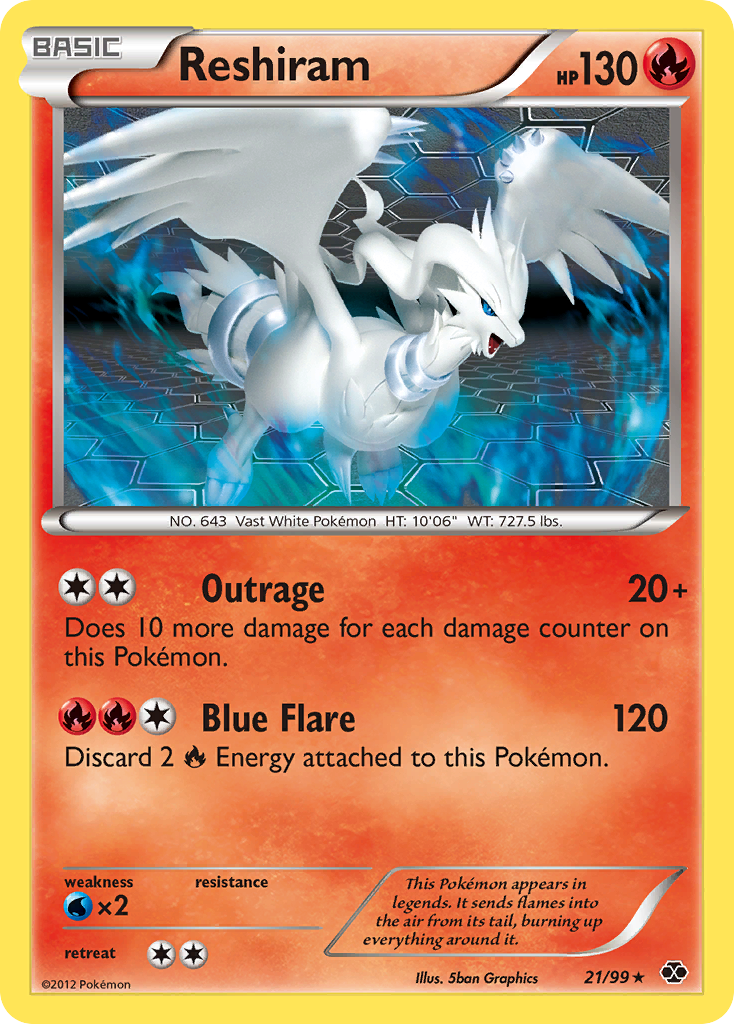 BASIC
Reshiram
HP130
NO. 643 Vast White Pokémon HT: 10'06" WT: 727.5 lbs.
Outrage 20+
Does 10 more damage for each damage counter on
this Pokémon.
Blue Flare 120
Discard 2 Energy attached to this Pokémon.
weakness resistance
×2
retreat
This Pokémon appears in
legends. It sends flames into
the air from its tail, burning up
everything around it.
©2012 Pokémon
Illus. 5ban Graphics
21/99 ★